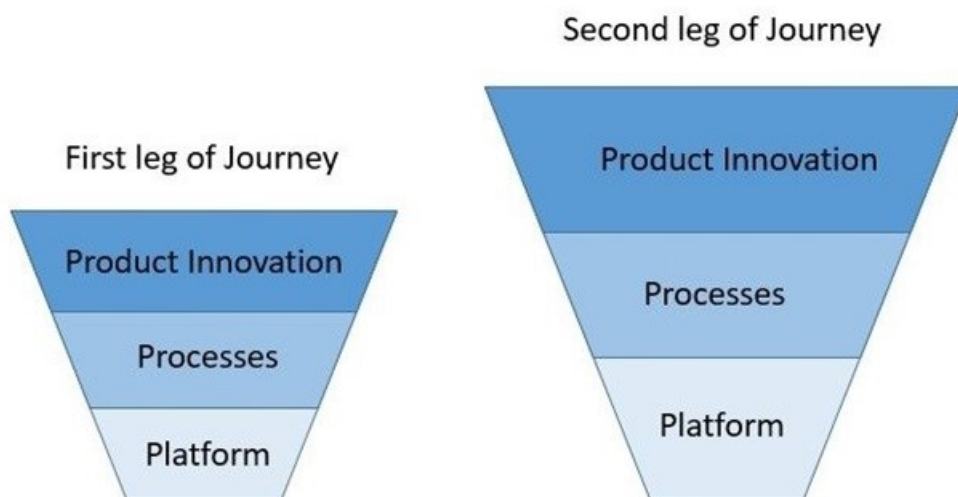 First leg of Journey
Product Innovation
Processes
Platform
Second leg of Journey
Product Innovation
Processes
Platform